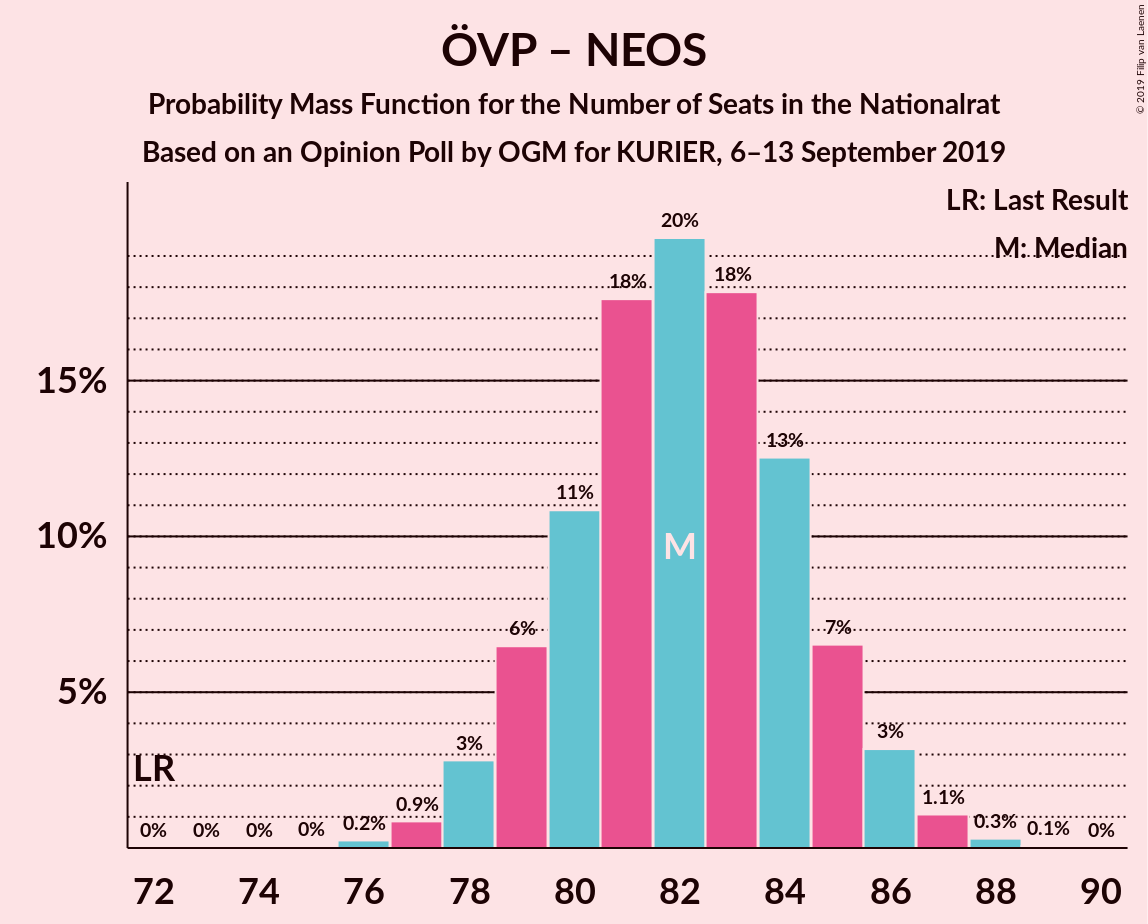 ÖVP – NEOS
Probability Mass Function for the Number of Seats in the Nationalrat
Based on an Opinion Poll by OGM for KURIER, 6–13 September 2019
© 2019 Filip van Laenen
LR: Last Result
M: Median
20%
18%
18%
15%
13%
11%
10%
M
6%
7%
5%
3%
3%
LR
0.9%
1.1%
0%
0%
0%
0%
0.2%
0.3%
0.1%
0%
72 74 76 78 80 82 84 86 88 90